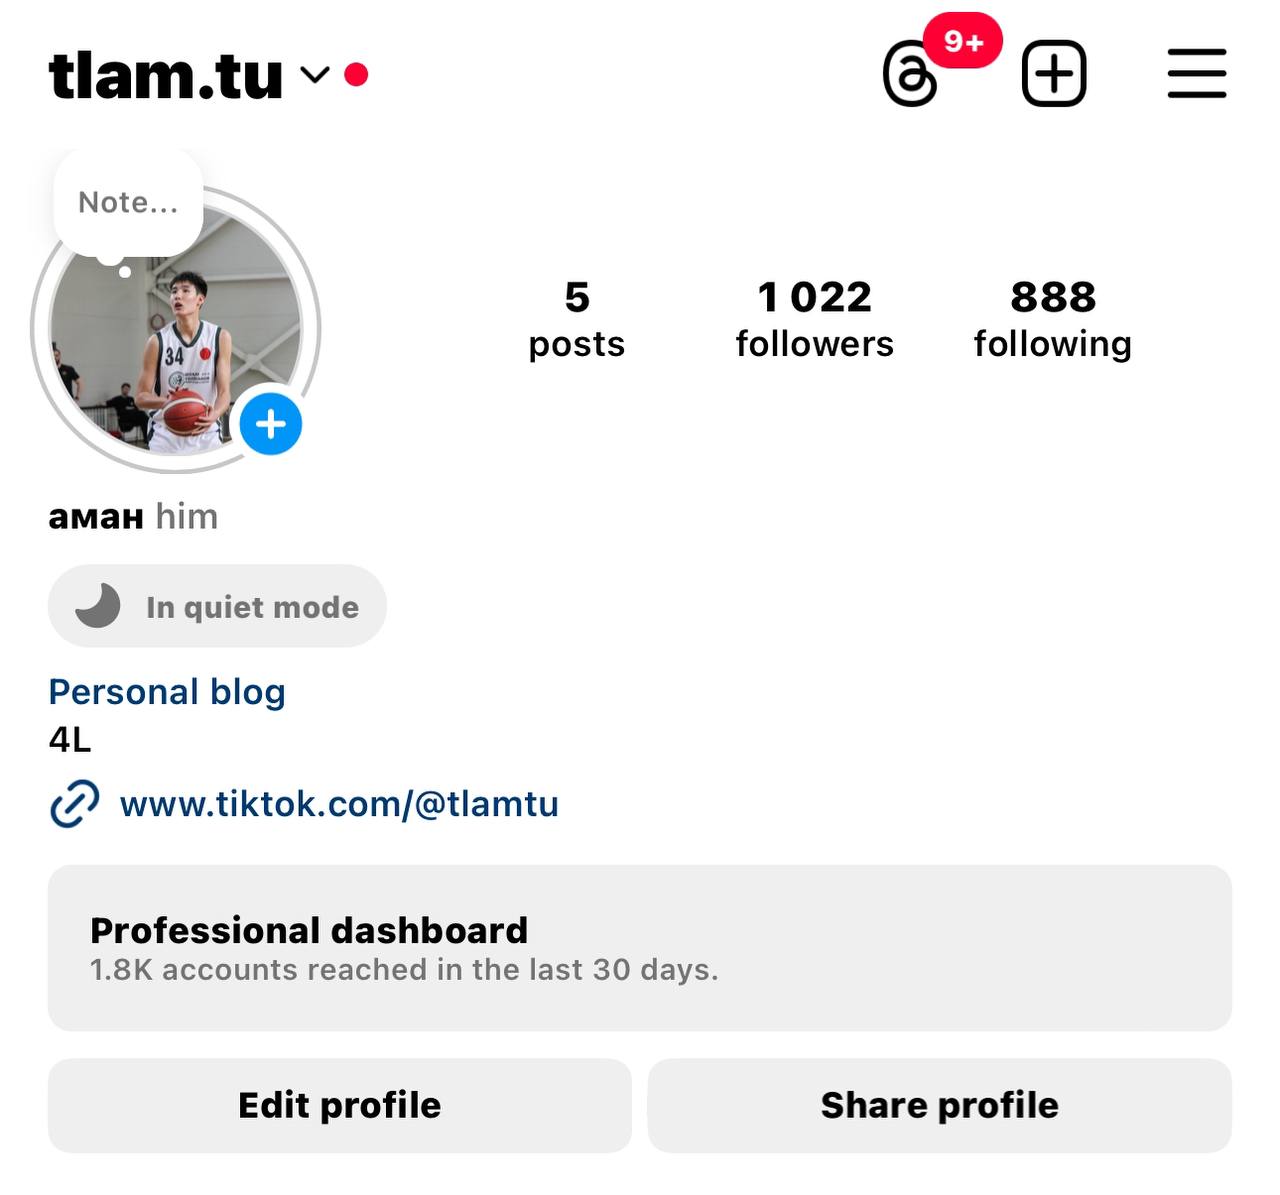 tlam.tu
9+
Note...
34
5 posts
1 022 followers
888 following
аман him
In quiet mode
Personal blog
4L
www.tiktok.com/@tlamtu
Professional dashboard
1.8K accounts reached in the last 30 days.
Edit profile
Share profile